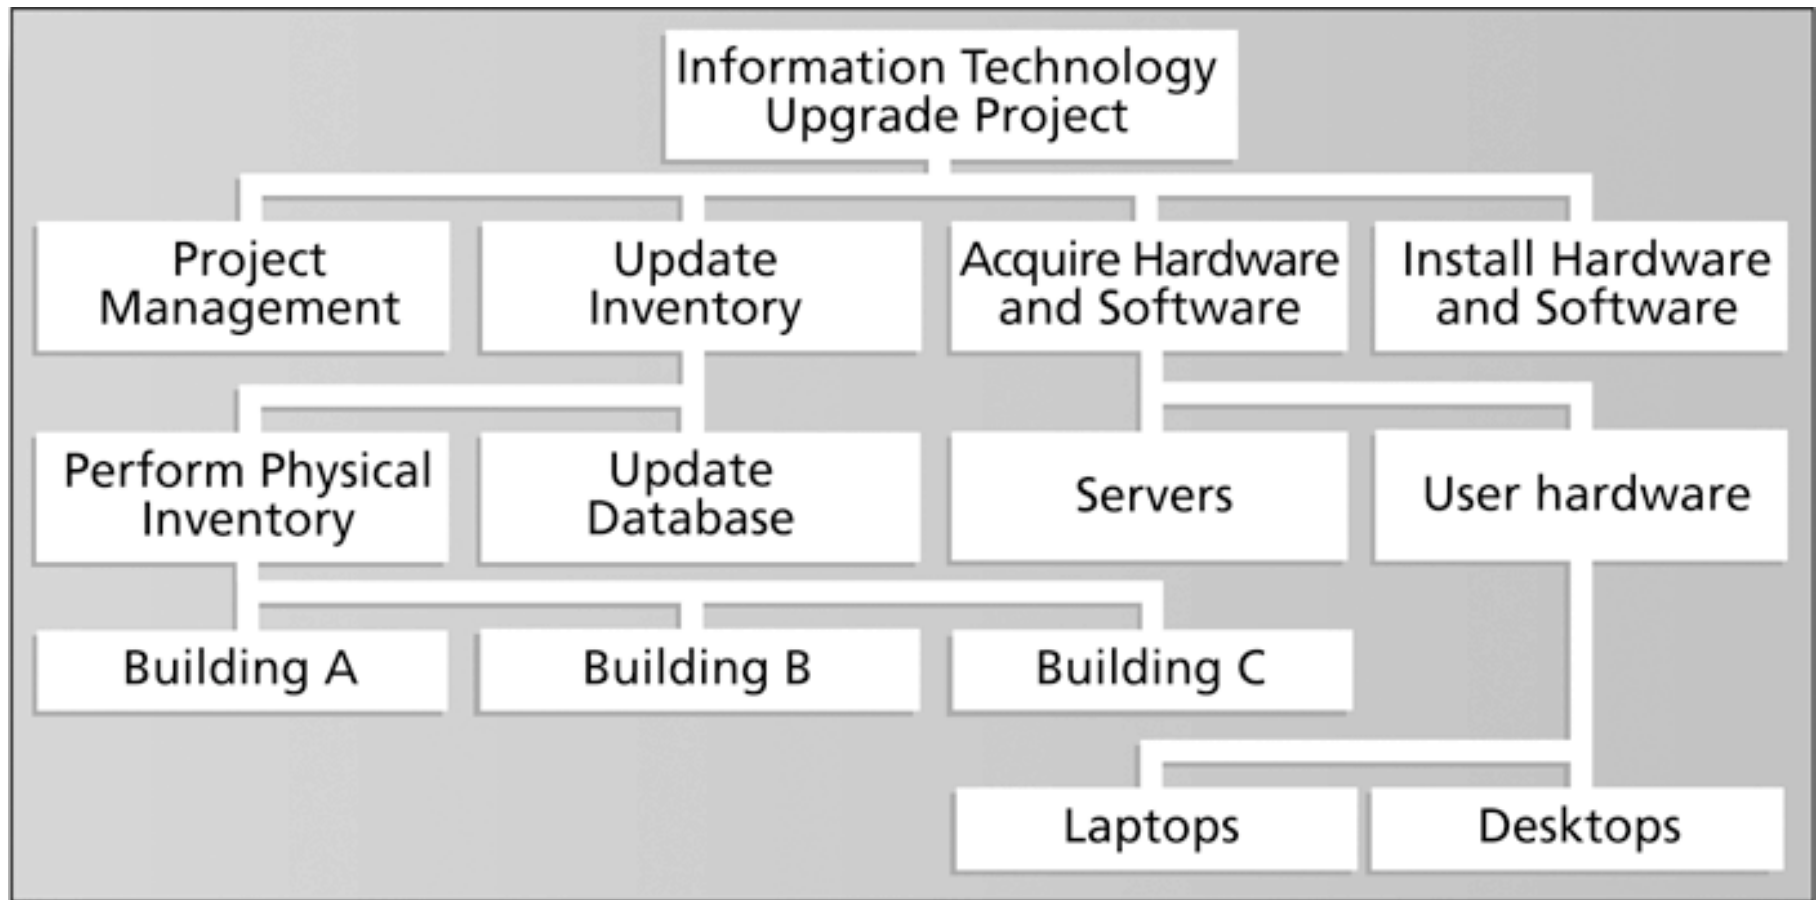 Information Technology
Upgrade Project
Project
Management
Update
Inventory
Acquire Hardware
and Software
Install Hardware
and Software
Perform Physical
Inventory
Update
Database
Servers
User hardware
Building A
Building B
Building C
Laptops
Desktops